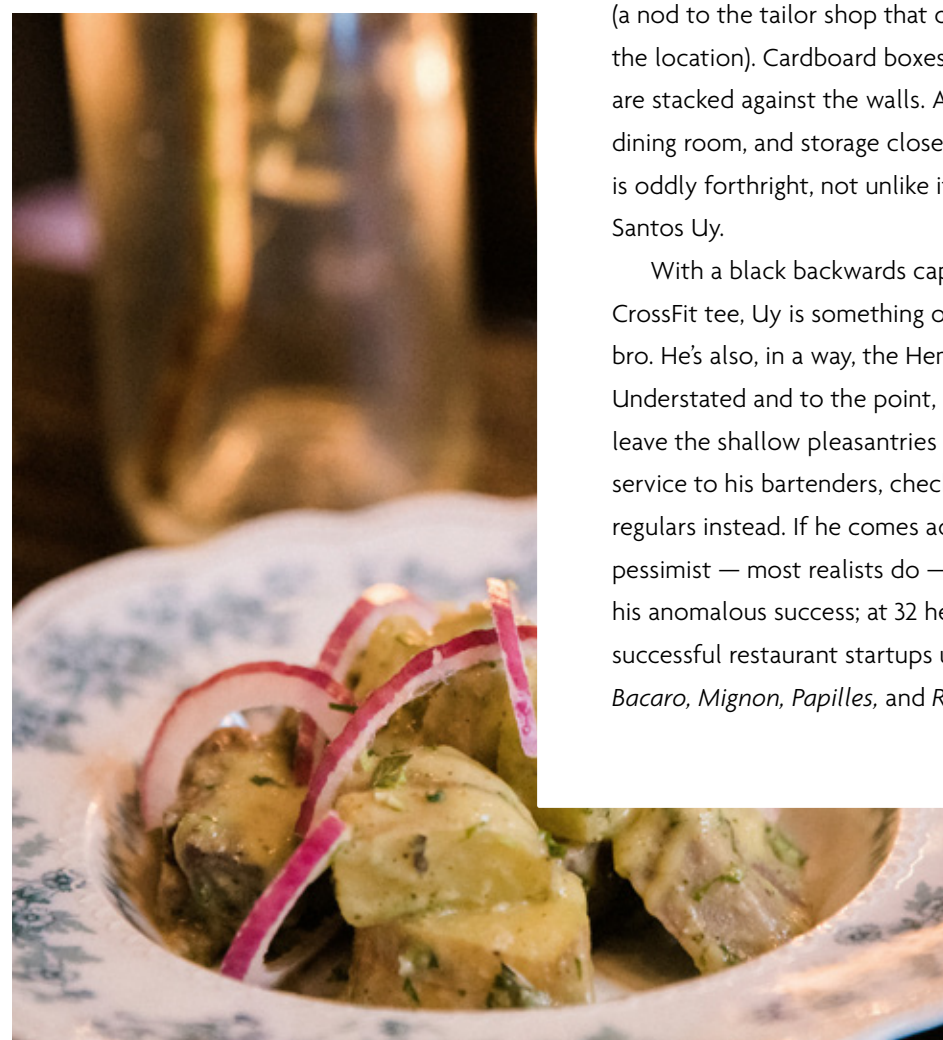 (a nod to the tailor shop that
the location). Cardboard boxes
are stacked against the walls.
dining room, and storage
is oddly forthright, not unlike
Santos Uy.
With a black backwards
CrossFit tee, Uy is something
bro. He’s also, in a way, the
Understated and to the point,
leave the shallow pleasantries
service to his bartenders,
regulars instead. If he comes
pessimist — most realists do —
his anomalous success; at 32
successful restaurant startups
Bacaro, Mignon, Papilles, and